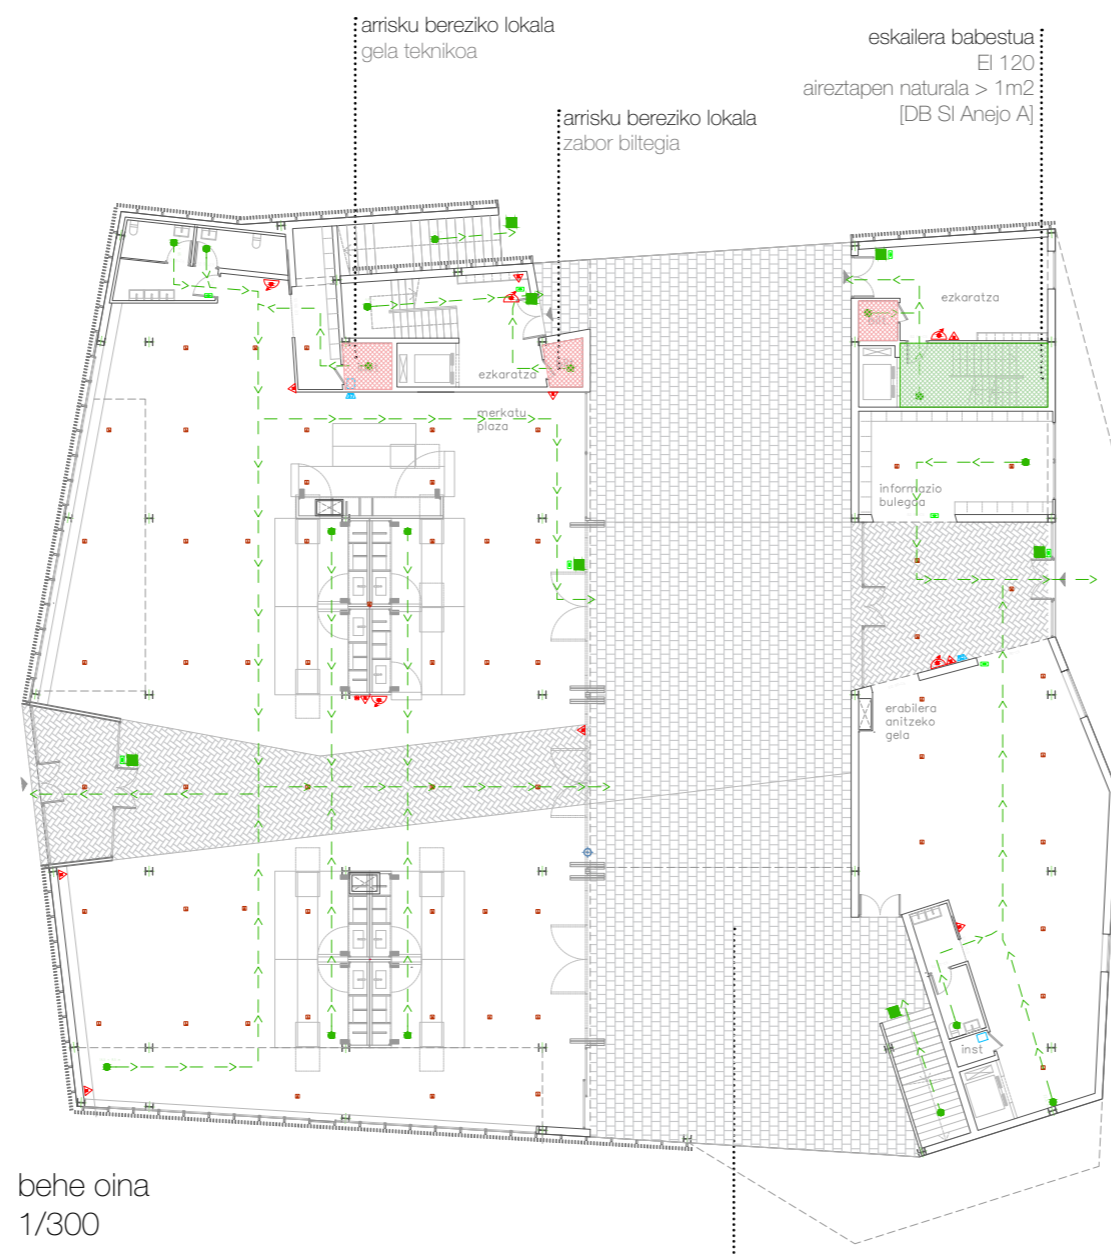 arrisku bereziko lokala
gela teknikoa
eskailera babestua
EI 120
aireztapen naturala > 1m2
[DB SI Anejo A]
arrisku bereziko lokala
zabor biltegia
ezkaratza
ezkaratza
merkatu
plaza
informazio
bulegoa
erabilera
anitzeko
gela
inst
behe oina
1/300